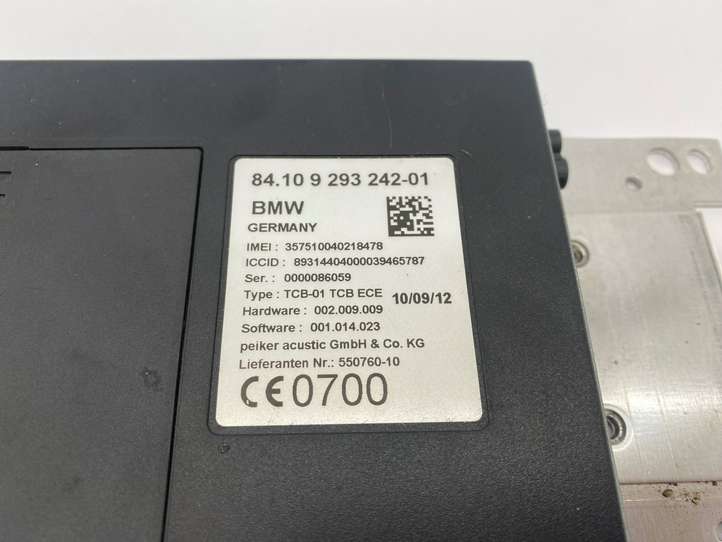 84.10 9 293 242-01
BMW
GERMANY
IMEI : 357510040218478
ICCID : 89314404000039465787
Ser. : 0000086059
Type : TCB-01 TCB ECE 10/09/12
Hardware : 002.009.009
Software : 001.014.023
peiker acustic GmbH & Co. KG
Lieferanten Nr.: 550760-10
CE0700